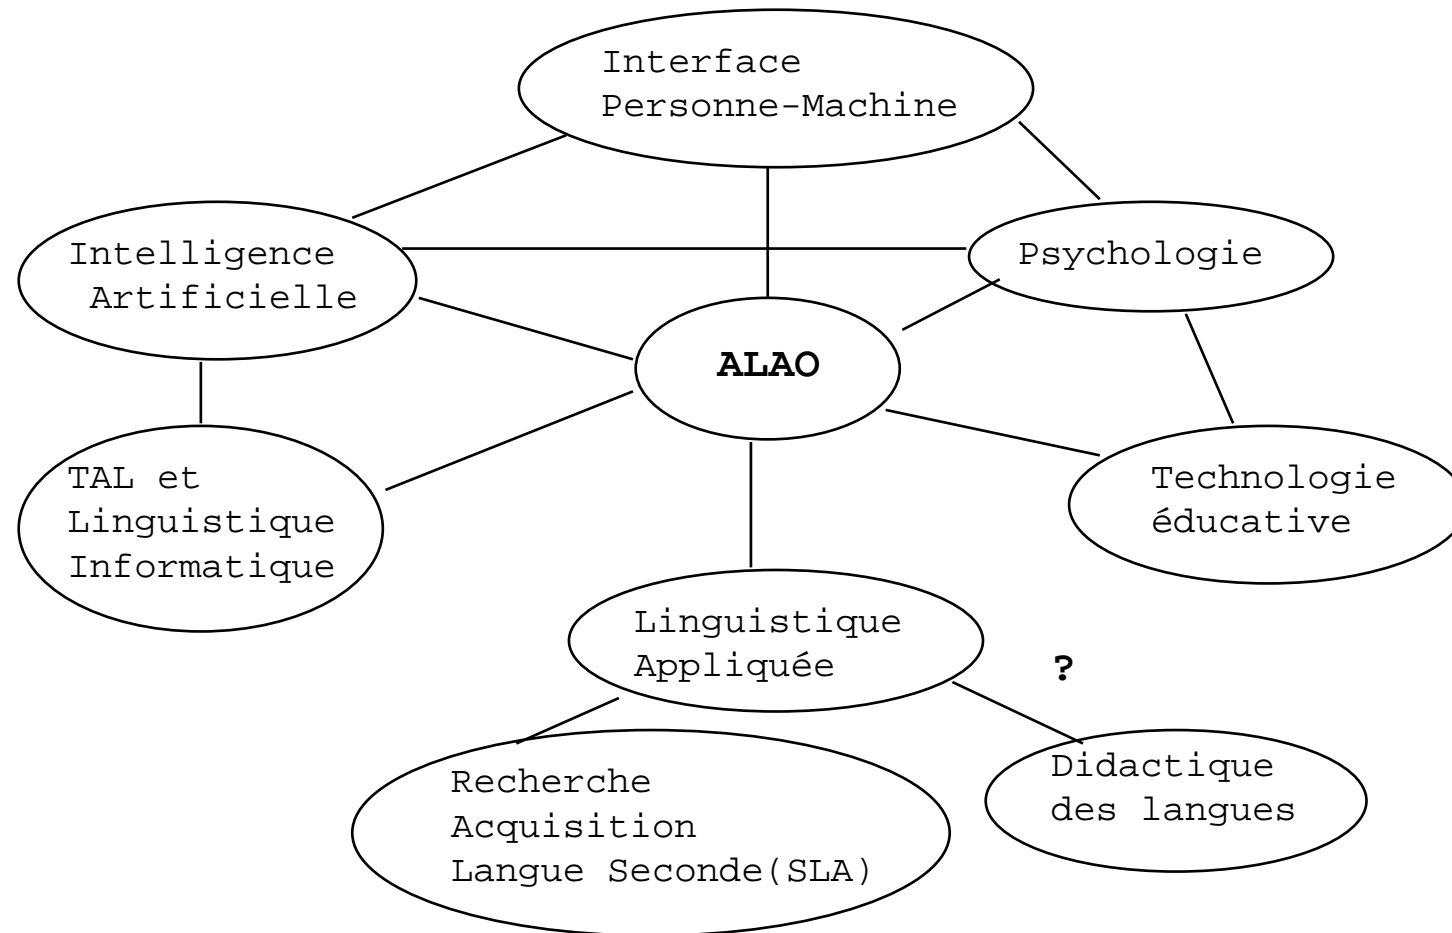 Interface
Personne-Machine
Intelligence
Artificielle
Psychologie
ALAO
TAL et
Linguistique
Informatique
Technologie
éducative
Linguistique
Appliquée
?
Recherche
Acquisition
Langue Seconde(SLA)
Didactique
des langues